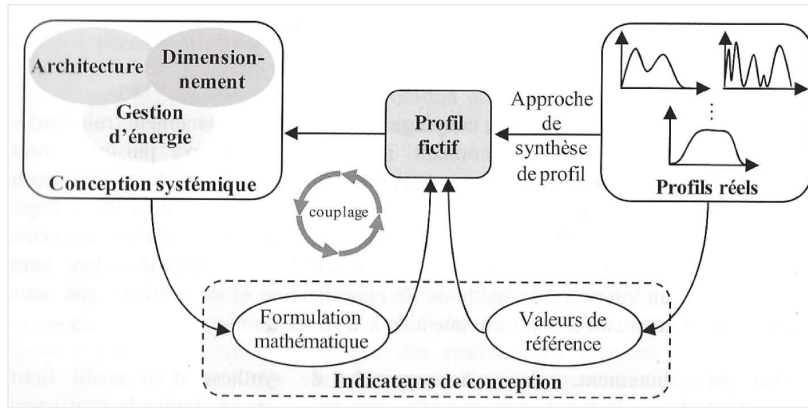 Architecture
Dimension-
nement
Gestion
d'énergie
Conception systémique
Profil
fictif
Approche
de
synthèse
de profil
Profils réels
couplage
Formulation
mathématique
Valeurs de
référence
Indicateurs de conception